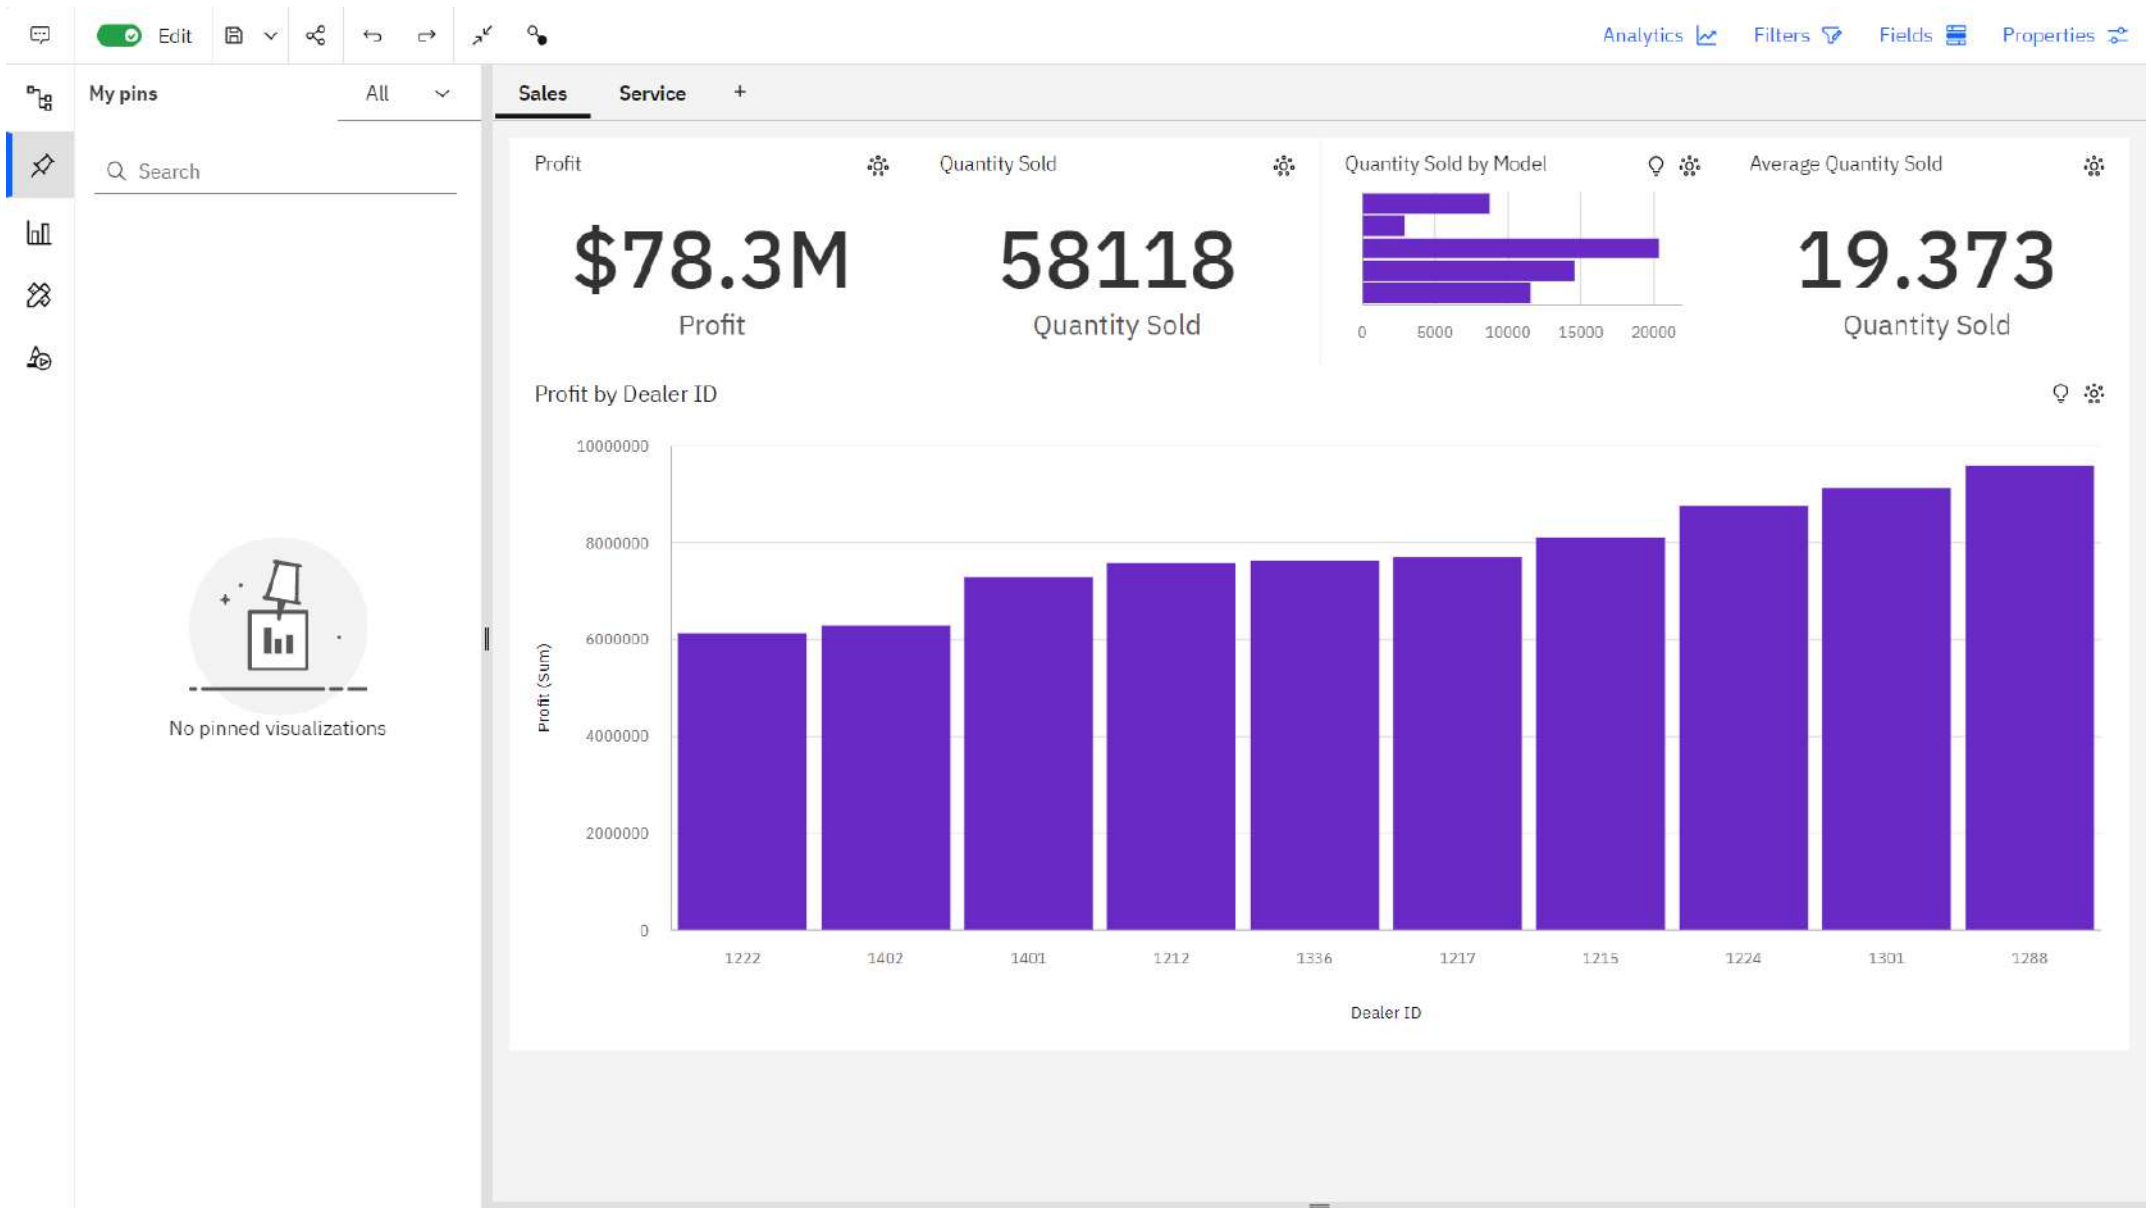 Edit
Analytics
Filters
Fields
Properties
My pins
All
Search
No pinned visualizations
Sales
Service
+
Profit
$78.3M
Profit
Quantity Sold
58118
Quantity Sold
Quantity Sold by Model
0 5000 10000 15000 20000
Average Quantity Sold
19.373
Quantity Sold
Profit by Dealer ID
Profit (Sum)
10000000
8000000
6000000
4000000
2000000
0
1222 1402 1401 1212 1336 1217 1215 1224 1301 1288
Dealer ID